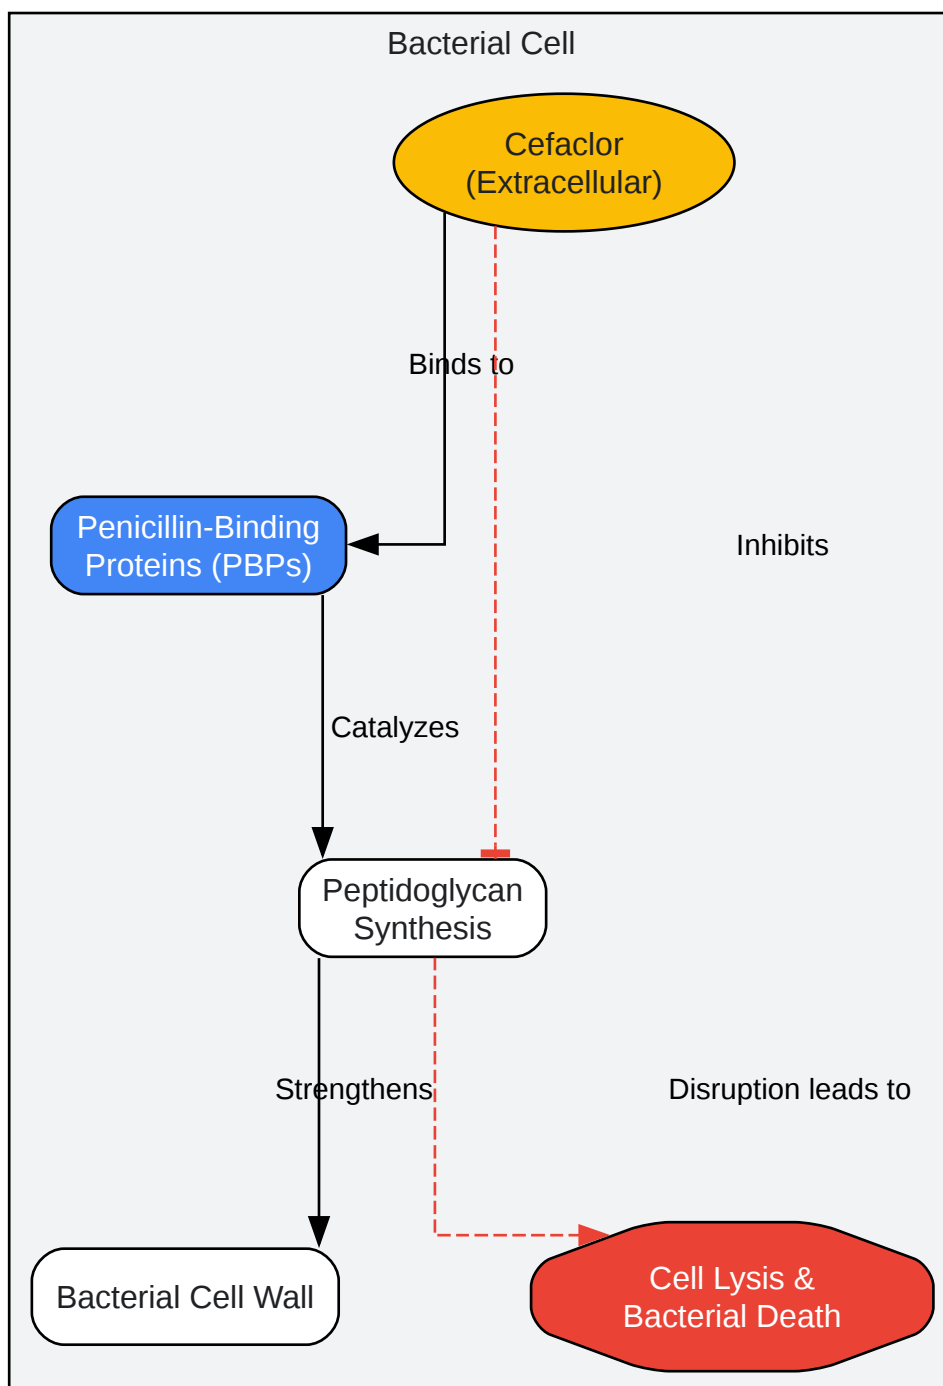 Bacterial Cell
Cefaclor
(Extracellular)
Binds to
Penicillin-Binding
Proteins (PBPs)
Inhibits
Catalyzes
Peptidoglycan
Synthesis
Strengthens
Disruption leads to
Bacterial Cell Wall
Cell Lysis &
Bacterial Death